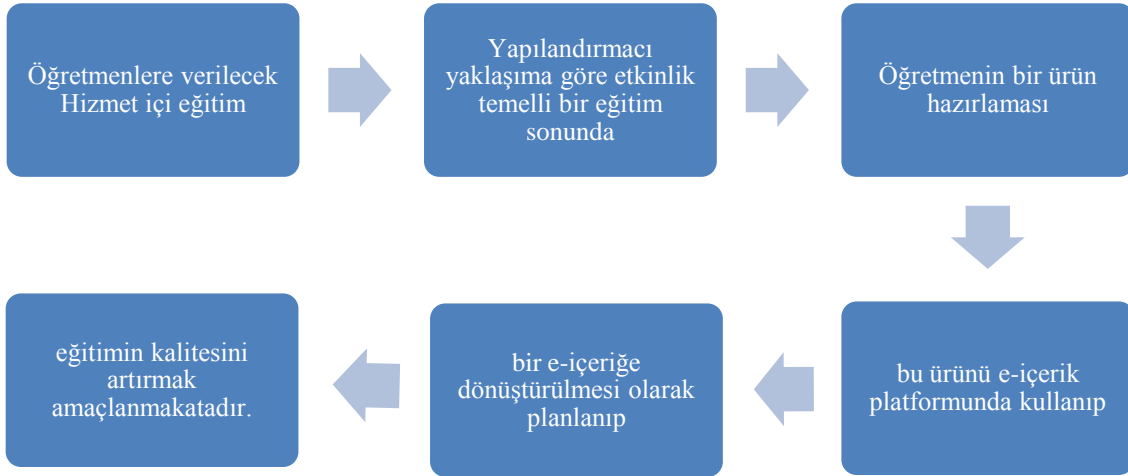 Öğretmenlere verilecek
Hizmet içi eğitim
Yapılandırmacı
yaklaşıma göre etkinlik
temelli bir eğitim
sonunda
Öğretmenin bir ürün
hazırlaması
bu ürünü e-içerik
platformunda kullanıp
bir e-içeriğe
dönüştürülmesi olarak
planlanıp
eğitimin kalitesini
artırmak
amaçlanmakatadır.